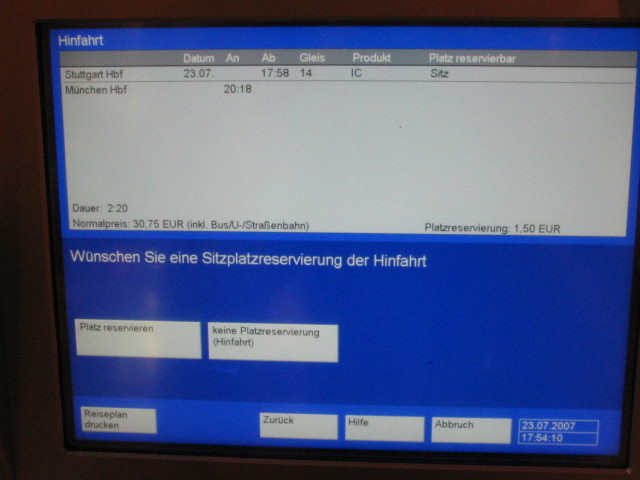 Hinfahrt
Datum An Ab Gleis Produkt Platz reservierbar
Stuttgart Hbf 23.07. 17:58 14 IC Sitz
München Hbf 20:18
Dauer: 2:20
Normalpreis: 30,75 EUR (inkl. Bus/U-/Straßenbahn) Platzreservierung: 1,50 EUR
Wünschen Sie eine Sitzplatzreservierung der Hinfahrt
Platz reservieren
keine Platzreservierung
(Hinfahrt)
Reiseplan
drucken
Zurück
Hilfe
Abbruch
23.07.2007
17:54:10